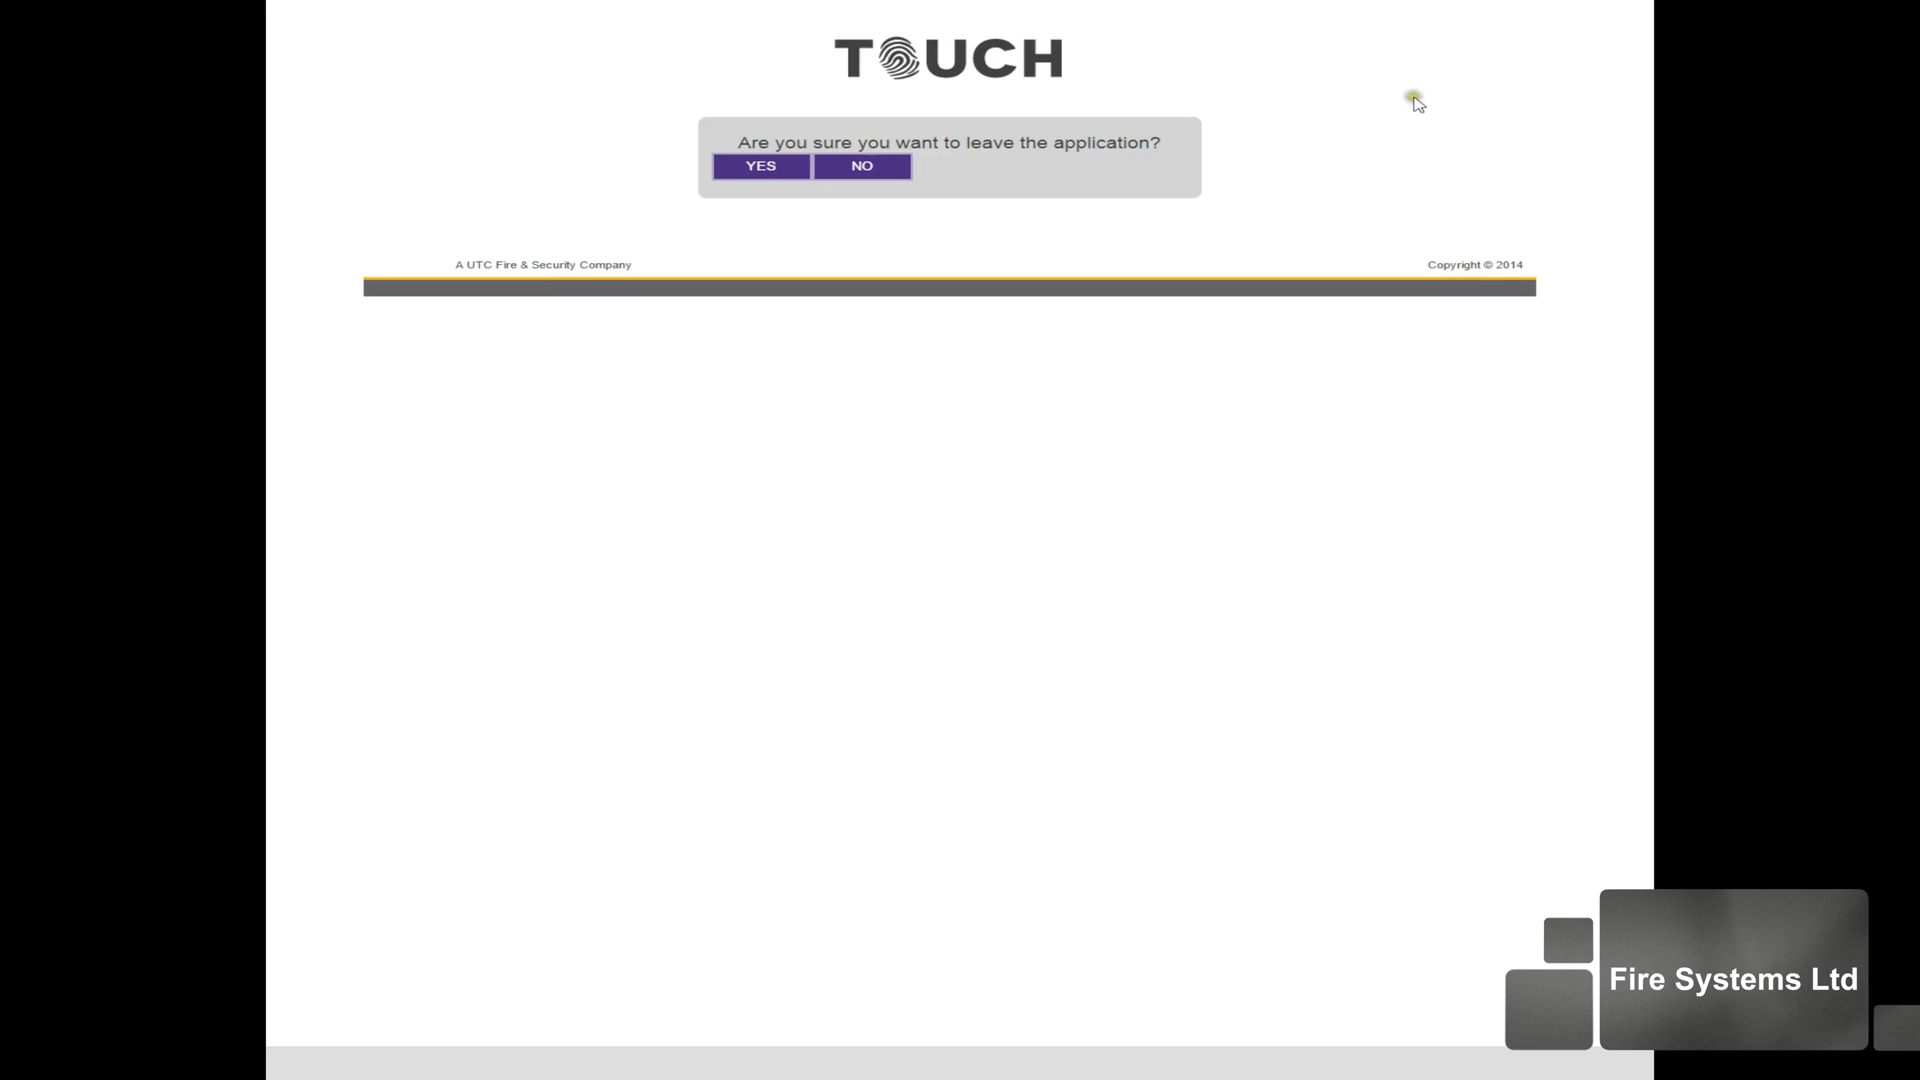 TOUCH
Are you sure you want to leave the application?
YES NO
A UTC Fire & Security Company
Copyright © 2014
Fire Systems Ltd